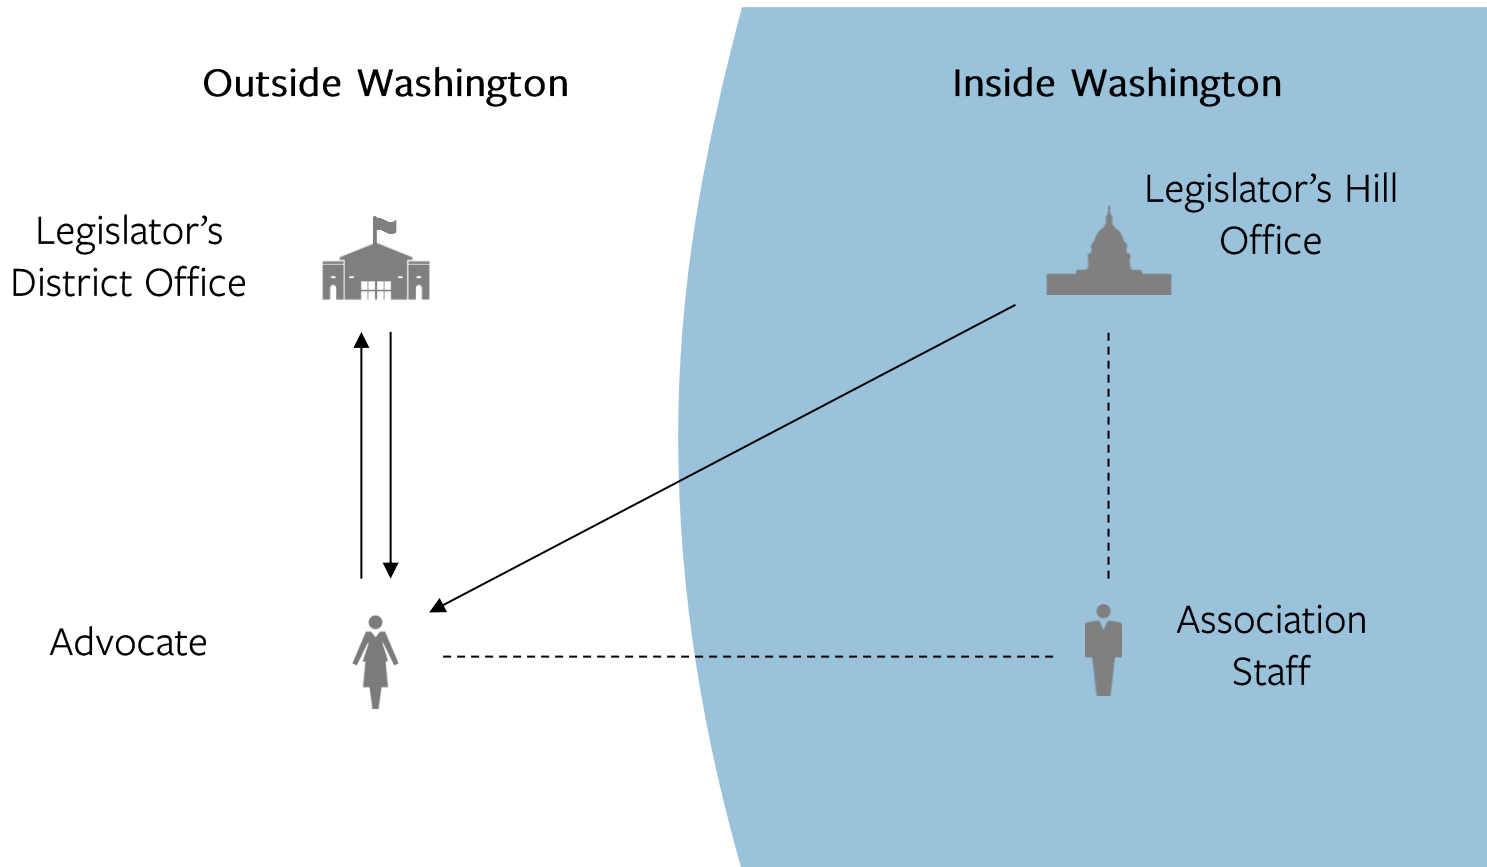 Outside Washington
Inside Washington
Legislator’s Hill
Office
Legislator’s
District Office
Advocate
Association
Staff